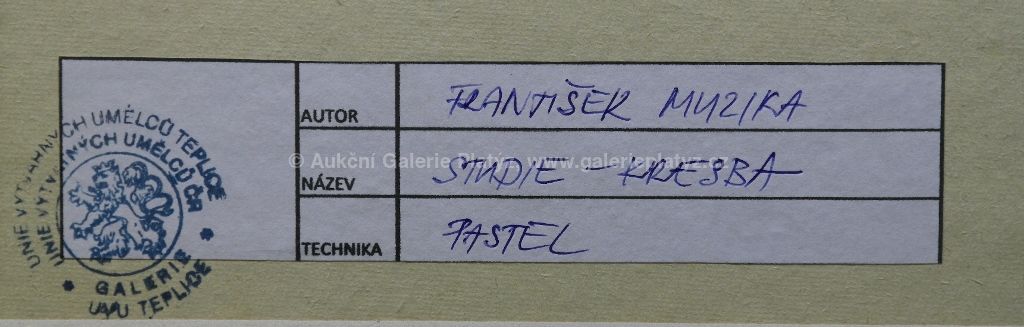 AUTOR FRANTIŠEK MUZIKA
NÁZEV STUDIE - KRESBA
TECHNIKA PASTEL
© Aukční Galerie Platýz, www.galerieplatyz.cz
UNIE VÝTVARNÝCH UMĚLCŮ TEPLICE
UNIE VÝTVARNÝCH UMĚLCŮ ČR
* GALERIE *
UVU TEPLICE